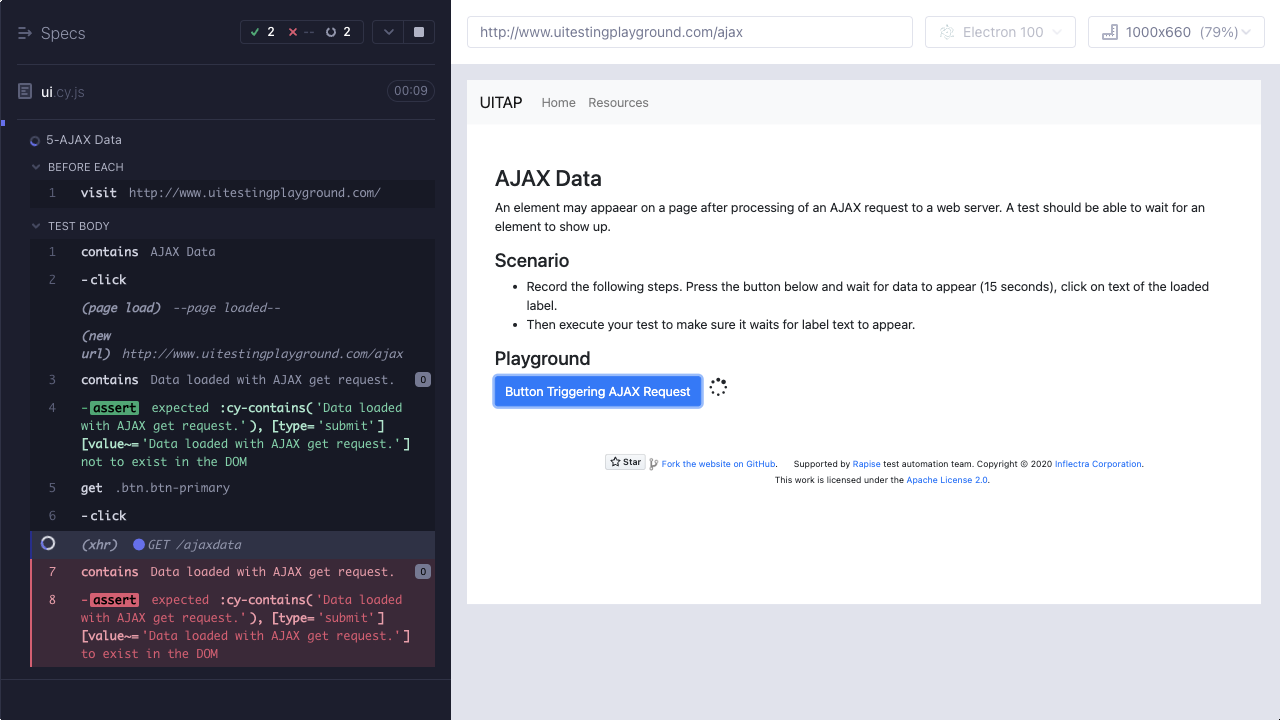 Specs
2
--
2
ui.cy.js
00:09
5-AJAX Data
BEFORE EACH
1 visit http://www.uitestingplayground.com/
TEST BODY
1 contains AJAX Data
2 -click
(page load) --page loaded--
(new
url) http://www.uitestingplayground.com/ajax
3 contains Data loaded with AJAX get request. 0
4 -assert expected :cy-contains('Data loaded
with AJAX get request.'), [type='submit']
[value~='Data loaded with AJAX get request.']
not to exist in the DOM
5 get .btn.btn-primary
6 -click
(xhr) GET /ajaxdata
7 contains Data loaded with AJAX get request. 0
8 -assert expected :cy-contains('Data loaded
with AJAX get request.'), [type='submit']
[value~='Data loaded with AJAX get request.']
to exist in the DOM
http://www.uitestingplayground.com/ajax
Electron 100
1000x660 (79%)
UITAP Home Resources
AJAX Data
An element may appaear on a page after processing of an AJAX request to a web server. A test should be able to wait for an
element to show up.
Scenario
• Record the following steps. Press the button below and wait for data to appear (15 seconds), click on text of the loaded
label.
• Then execute your test to make sure it waits for label text to appear.
Playground
Button Triggering AJAX Request
Star Fork the website on GitHub. Supported by Rapise test automation team. Copyright © 2020 Inflectra Corporation.
This work is licensed under the Apache License 2.0.